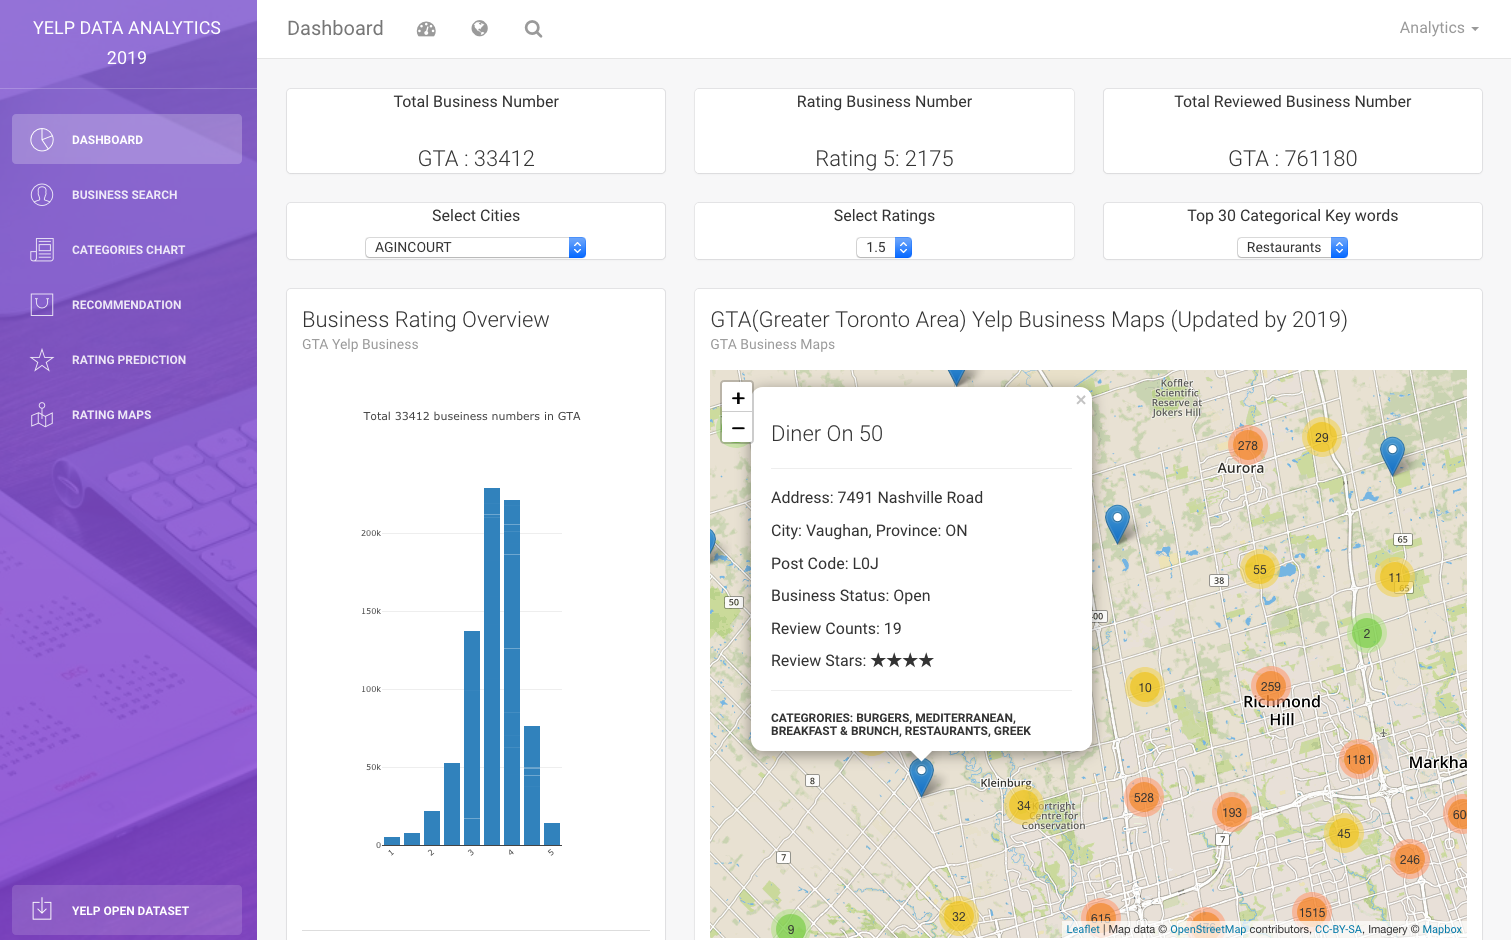 YELP DATA ANALYTICS
2019
DASHBOARD
BUSINESS SEARCH
CATEGORIES CHART
RECOMMENDATION
RATING PREDICTION
RATING MAPS
YELP OPEN DATASET
Dashboard
Analytics
Total Business Number
GTA : 33412
Rating Business Number
Rating 5: 2175
Total Reviewed Business Number
GTA : 761180
Select Cities
AGINCOURT
Select Ratings
1.5
Top 30 Categorical Key words
Restaurants
Business Rating Overview
GTA Yelp Business
Total 33412 buseiness numbers in GTA
200k
150k
100k
50k
0
1
2
3
4
5
GTA(Greater Toronto Area) Yelp Business Maps (Updated by 2019)
GTA Business Maps
+
−
×
Diner On 50
Address: 7491 Nashville Road
City: Vaughan, Province: ON
Post Code: L0J
Business Status: Open
Review Counts: 19
Review Stars: ★★★★
CATEGRORIES: BURGERS, MEDITERRANEAN,
BREAKFAST & BRUNCH, RESTAURANTS, GREEK
Koffler
Scientific
Reserve at
Jokers Hill
278
29
Aurora
65
55
38
11
65
50
00
2
10
259
Richmond
Hill
1181
Markha
8
Kleinburg
34
Kortright
Centre for
Conservation
528
193
60
7
45
7
246
32
615
1515
9
Leaflet | Map data © OpenStreetMap contributors, CC-BY-SA, Imagery © Mapbox